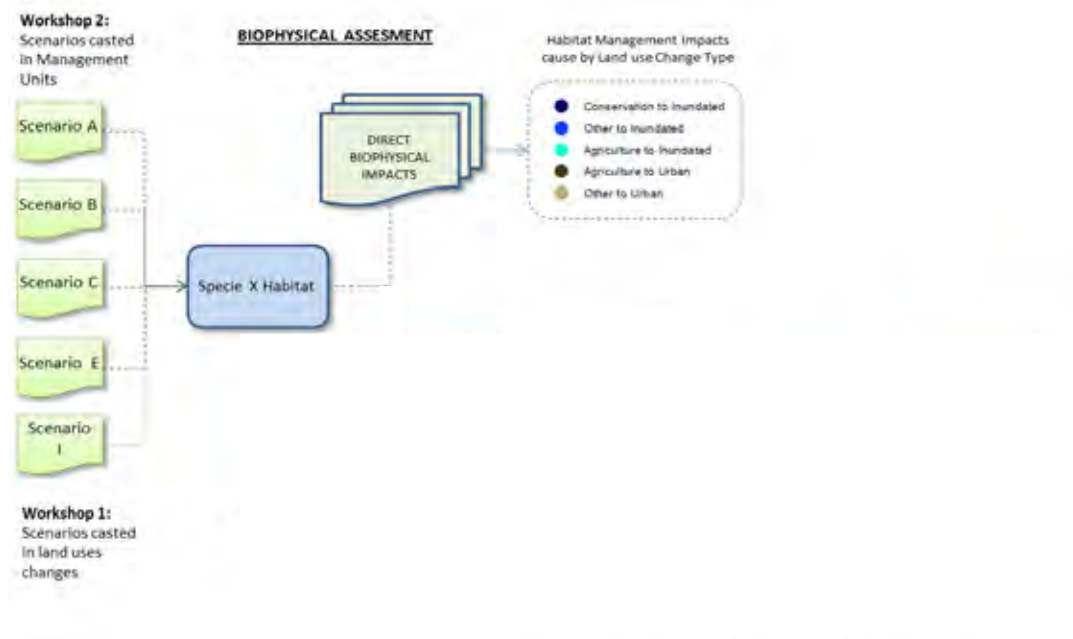 Workshop 2:
Scenarios casted
in Management
Units
BIOPHYSICAL ASSESMENT
Habitat Management Impacts
cause by Land use Change Type
Scenario A
Scenario B
Scenario C
Scenario E
Scenario
I
Specie X Habitat
DIRECT
BIOPHYSICAL
IMPACTS
Conservation to Inundated
Other to Inundated
Agriculture to Inundated
Agriculture to Urban
Other to Urban
Workshop 1:
Scenarios casted
in land uses
changes